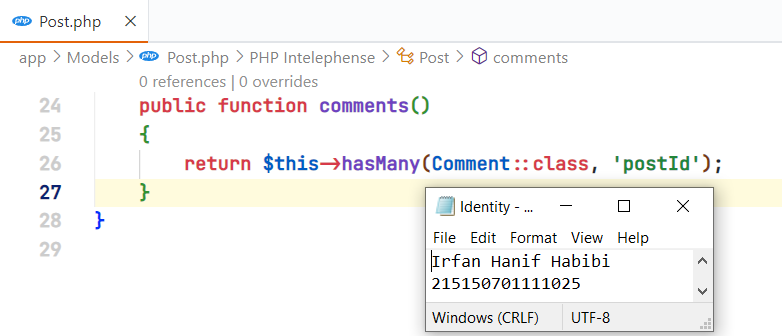 Post.php
app > Models > Post.php > PHP Intelephense > Post > comments
0 references | 0 overrides
24 public function comments()
25 {
26 return $this->hasMany(Comment::class, 'postId');
27 }
28 }
29
Identity - ...
File Edit Format View Help
Irfan Hanif Habibi
215150701111025
Windows (CRLF) UTF-8